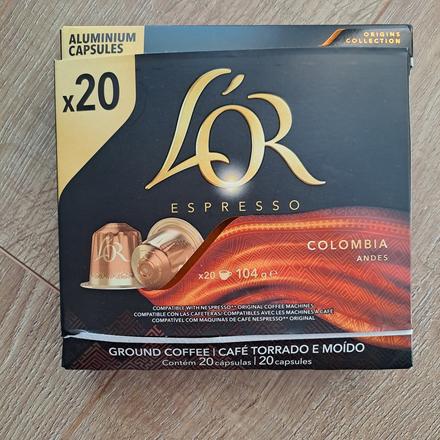 ALUMINIUM
CAPSULES
x20
ORIGINS
COLLECTION
L'OR
ESPRESSO
L'OR
COLOMBIA
ANDES
x20 104 g e
COMPATIBLE WITH NESPRESSO** ORIGINAL COFFEE MACHINES
COMPATIBLE CON LAS CAFETERAS/COMPATIBLES AVEC LES MACHINES A CAFÉ
COMPATÍVEL COM MAQUINAS DE CAFÉ NESPRESSO** ORIGINAL
GROUND COFFEE | CAFÉ TORRADO E MOÍDO
Contém 20 cápsulas | 20 capsules